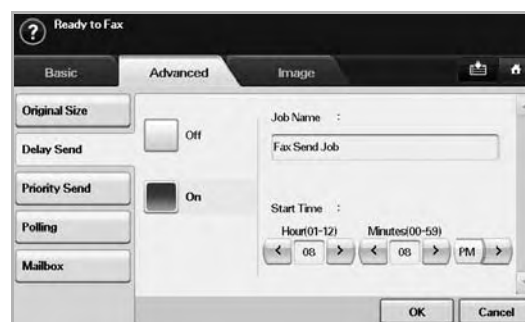 ? Ready to Fax
Basic Advanced Image
Original Size
Delay Send
Priority Send
Polling
Mailbox
Off
On
Job Name :
Fax Send Job
Start Time :
Hour(01-12) Minutes(00-59)
< 08 > < 08 > PM >
OK Cancel